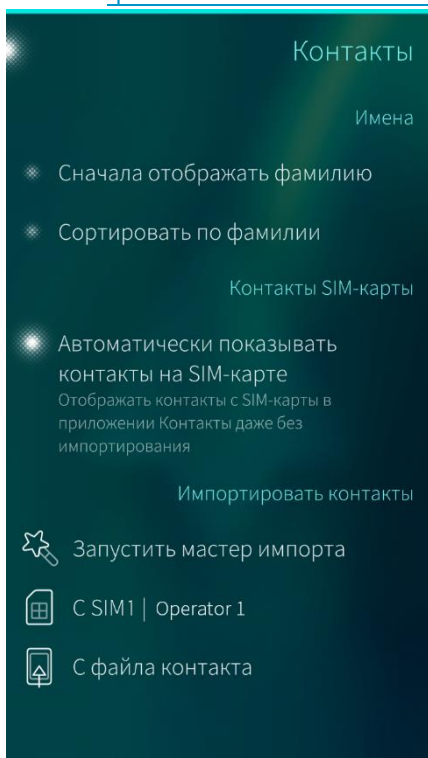 Контакты
Имена
Сначала отображать фамилию
Сортировать по фамилии
Контакты SIM-карты
Автоматически показывать
контакты на SIM-карте
Отображать контакты с SIM-карты в
приложении Контакты даже без
импортирования
Импортировать контакты
Запустить мастер импорта
С SIM1 | Operator 1
С файла контакта